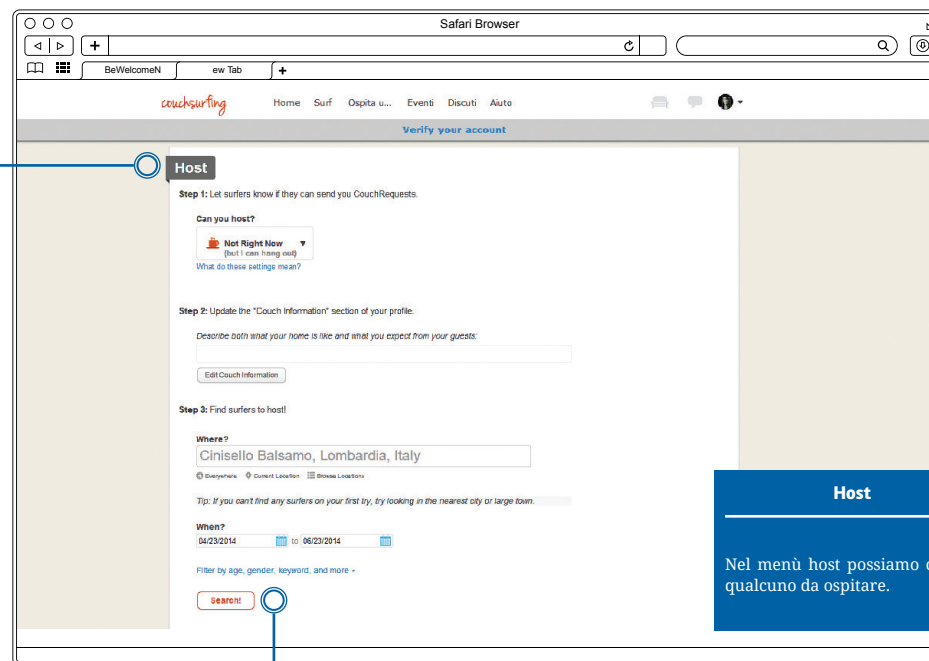 Safari Browser
BeWelcomeN
ew Tab
couchsurfing
Home Surf Ospita u... Eventi Discuti Aiuto
Verify your account
Host
Step 1: Let surfers know if they can send you CouchRequests.
Can you host?
Not Right Now
(but I can hang out)
What do these settings mean?
Step 2: Update the "Couch Information" section of your profile.
Describe both what your home is like and what you expect from your guests:
Edit Couch Information
Step 3: Find surfers to host!
Where?
Cinisello Balsamo, Lombardia, Italy
Everywhere Current Location Browse Locations
Tip: If you can't find any surfers on your first try, try looking in the nearest city or large town.
When?
04/23/2014 to 06/23/2014
Filter by age, gender, keyword, and more
Search!
Host
Nel menù host possiamo
qualcuno da ospitare.